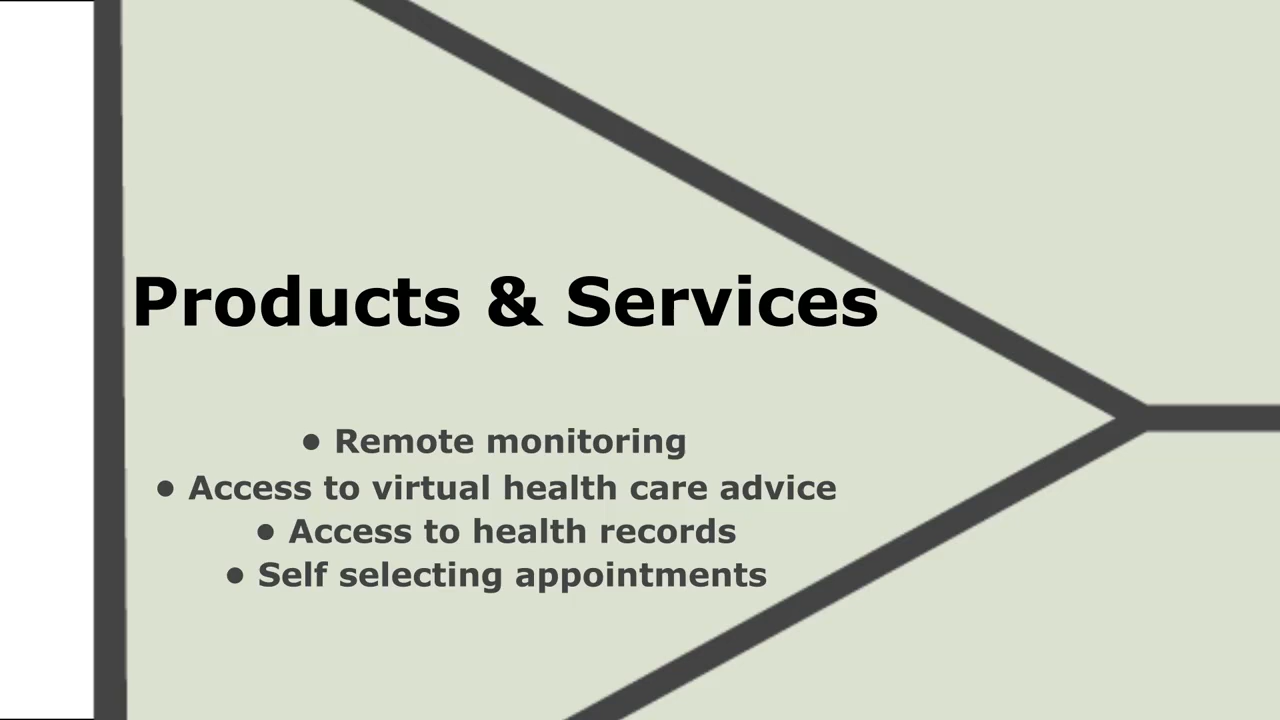 Products & Services
• Remote monitoring
• Access to virtual health care advice
• Access to health records
• Self selecting appointments